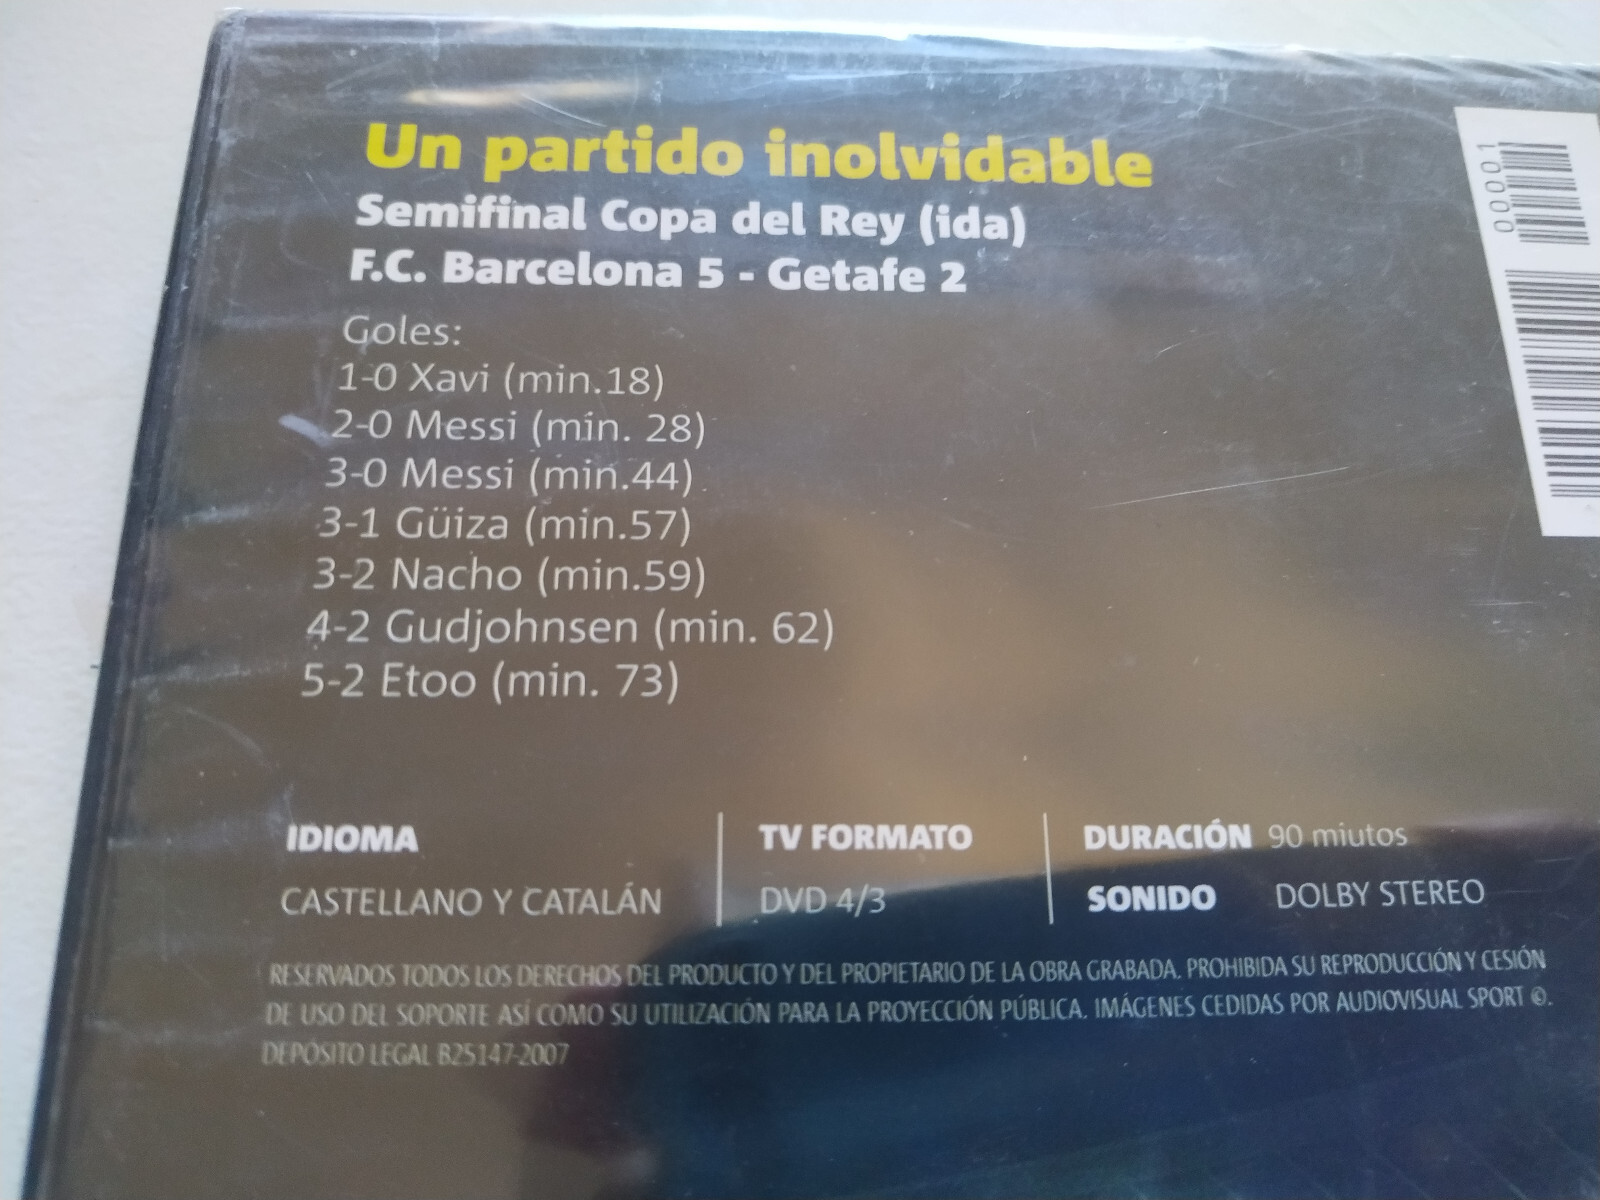 Un partido inolvidable
Semifinal Copa del Rey (ida)
F.C. Barcelona 5 - Getafe 2
Goles:
1-0 Xavi (min.18)
2-0 Messi (min. 28)
3-0 Messi (min.44)
3-1 Güiza (min.57)
3-2 Nacho (min.59)
4-2 Gudjohnsen (min. 62)
5-2 Etoo (min. 73)
00001
IDIOMA
CASTELLANO Y CATALÁN
TV FORMATO
DVD 4/3
DURACIÓN 90 miutos
SONIDO DOLBY STEREO
RESERVADOS TODOS LOS DERECHOS DEL PRODUCTO Y DEL PROPIETARIO DE LA OBRA GRABADA. PROHIBIDA SU REPRODUCCIÓN Y CESIÓN
DE USO DEL SOPORTE ASÍ COMO SU UTILIZACIÓN PARA LA PROYECCIÓN PÚBLICA. IMÁGENES CEDIDAS POR AUDIOVISUAL SPORT ©.
DEPÓSITO LEGAL B25147-2007